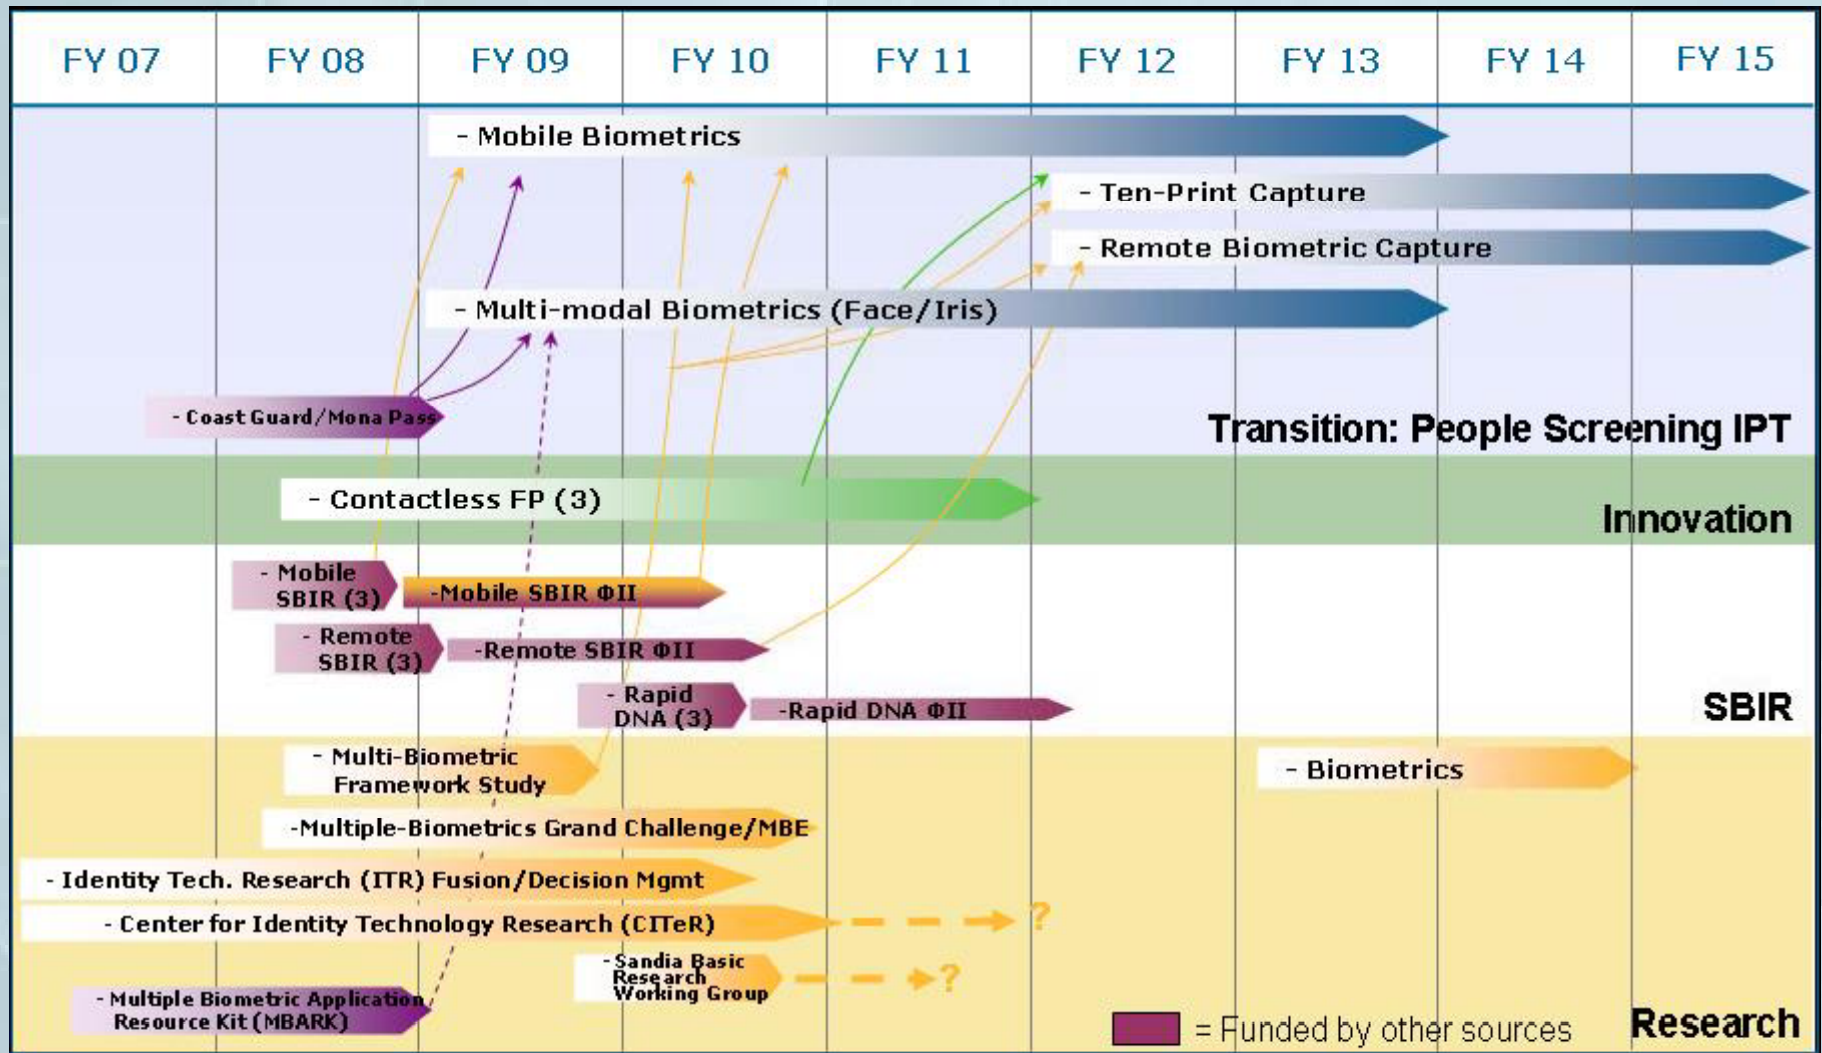 FY 07 FY 08 FY 09 FY 10 FY 11 FY 12 FY 13 FY 14 FY 15
- Mobile Biometrics
- Ten-Print Capture
- Remote Biometric Capture
- Multi-modal Biometrics (Face/Iris)
- Coast Guard/Mona Pass
Transition: People Screening IPT
- Contactless FP (3)
Innovation
- Mobile
SBIR (3)
-Mobile SBIR ΦII
- Remote
SBIR (3)
-Remote SBIR ΦII
- Rapid
DNA (3)
-Rapid DNA ΦII
SBIR
- Multi-Biometric
Framework Study
- Biometrics
-Multiple-Biometrics Grand Challenge/MBE
- Identity Tech. Research (ITR) Fusion/Decision Mgmt
- Center for Identity Technology Research (CITeR)
?
- Sandia Basic
Research
Working Group
?
- Multiple Biometric Application
Resource Kit (MBARK)
= Funded by other sources
Research